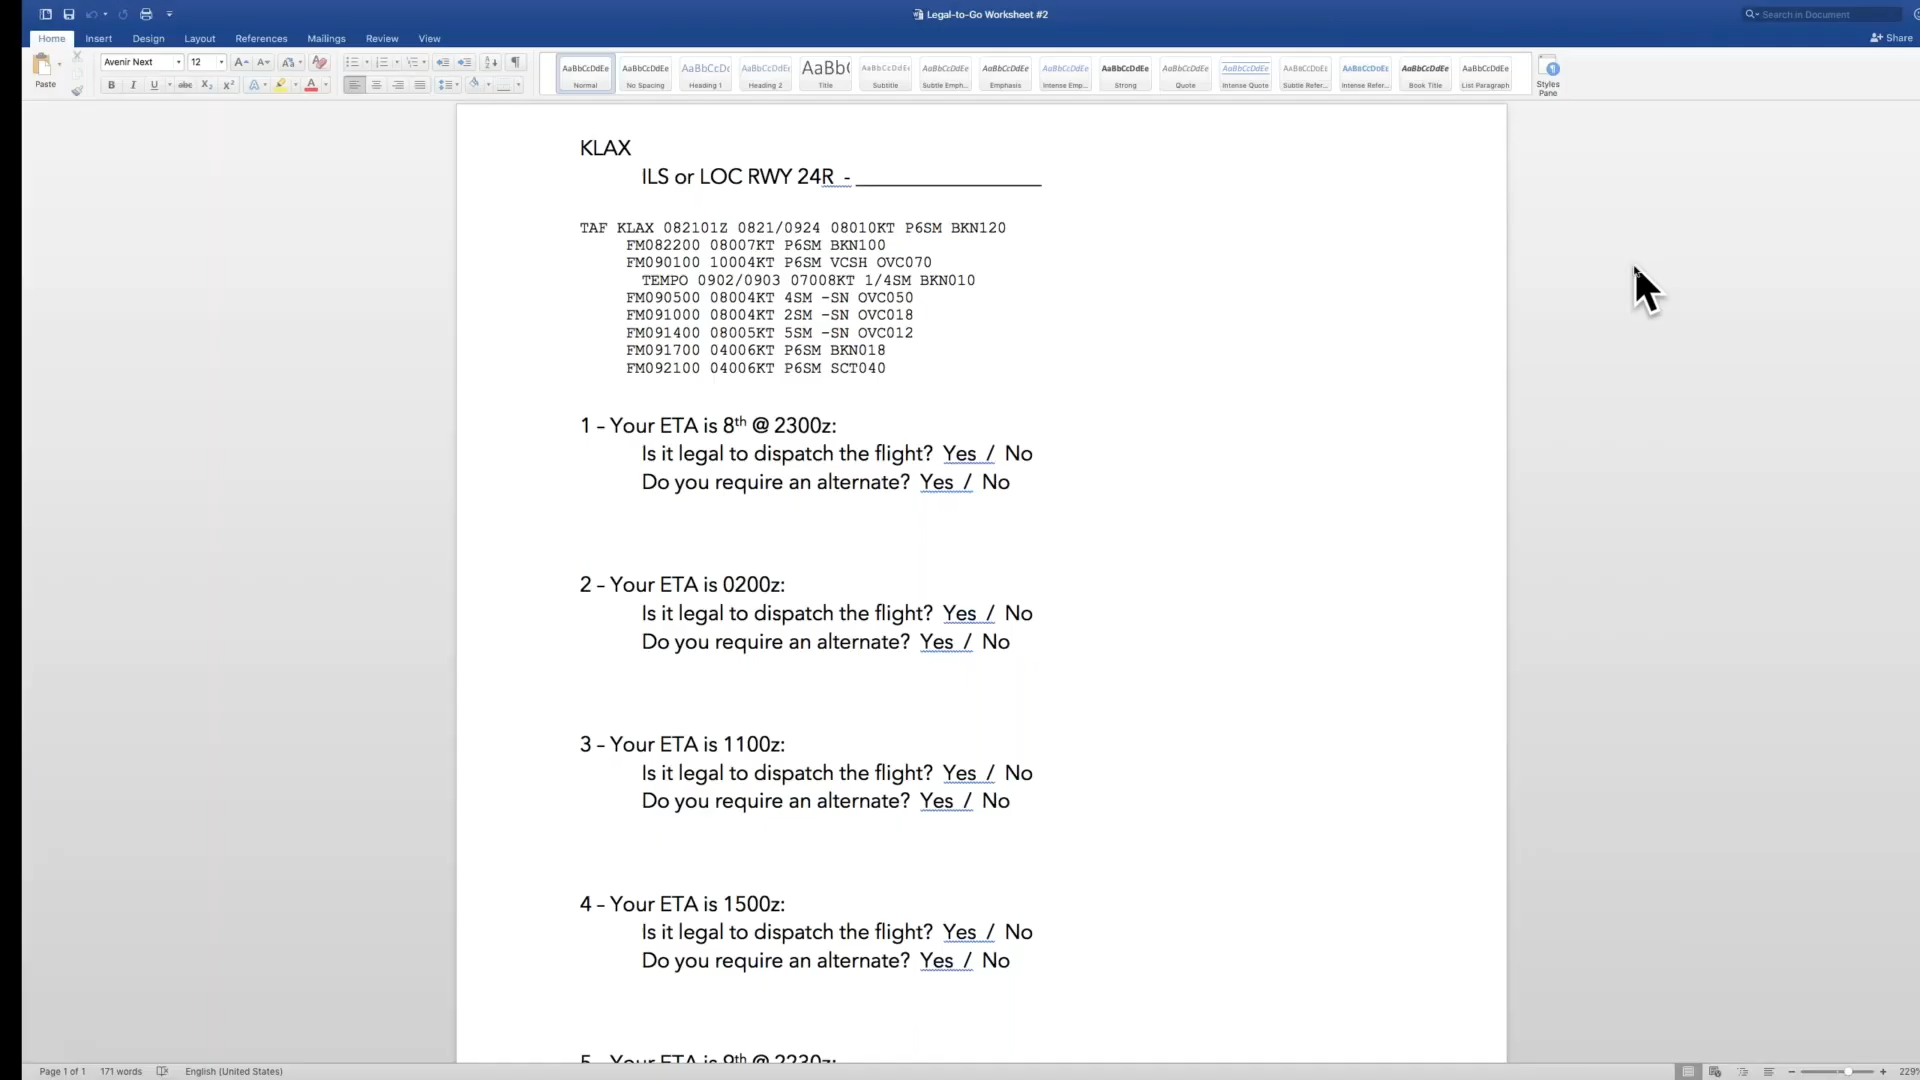 Legal-to-Go Worksheet #2
Search in Document
Home Insert Design Layout References Mailings Review View
Share
Paste
Avenir Next 12
AaBbCcDdEe AaBbCcDdEe AaBbCcDc AaBbCcDdEe AaBb( AaBbCcDdEe AaBbCcDdEe AaBbCcDdEe AaBbCcDdEe AaBbCcDdEe AaBbCcDdEe AaBbCcDdEe AaBbCcDdEe AaBbCcDdEe AaBbCcDdEe AaBbCcDdEe
Normal No Spacing Heading 1 Heading 2 Title Subtitle Subtle Emph... Emphasis Intense Emp... Strong Quote Intense Quote Subtle Refer... Intense Refer... Book Title List Paragraph
Styles Pane
KLAX
ILS or LOC RWY 24R - _________________
TAF KLAX 082101Z 0821/0924 08010KT P6SM BKN120
FM082200 08007KT P6SM BKN100
FM090100 10004KT P6SM VCSH OVC070
TEMPO 0902/0903 07008KT 1/4SM BKN010
FM090500 08004KT 4SM -SN OVC050
FM091000 08004KT 2SM -SN OVC018
FM091400 08005KT 5SM -SN OVC012
FM091700 04006KT P6SM BKN018
FM092100 04006KT P6SM SCT040
1 – Your ETA is 8th @ 2300z:
Is it legal to dispatch the flight? Yes / No
Do you require an alternate? Yes / No
2 – Your ETA is 0200z:
Is it legal to dispatch the flight? Yes / No
Do you require an alternate? Yes / No
3 – Your ETA is 1100z:
Is it legal to dispatch the flight? Yes / No
Do you require an alternate? Yes / No
4 – Your ETA is 1500z:
Is it legal to dispatch the flight? Yes / No
Do you require an alternate? Yes / No
5 – Your ETA is 9th @ 2230z:
Page 1 of 1 171 words English (United States) 229%